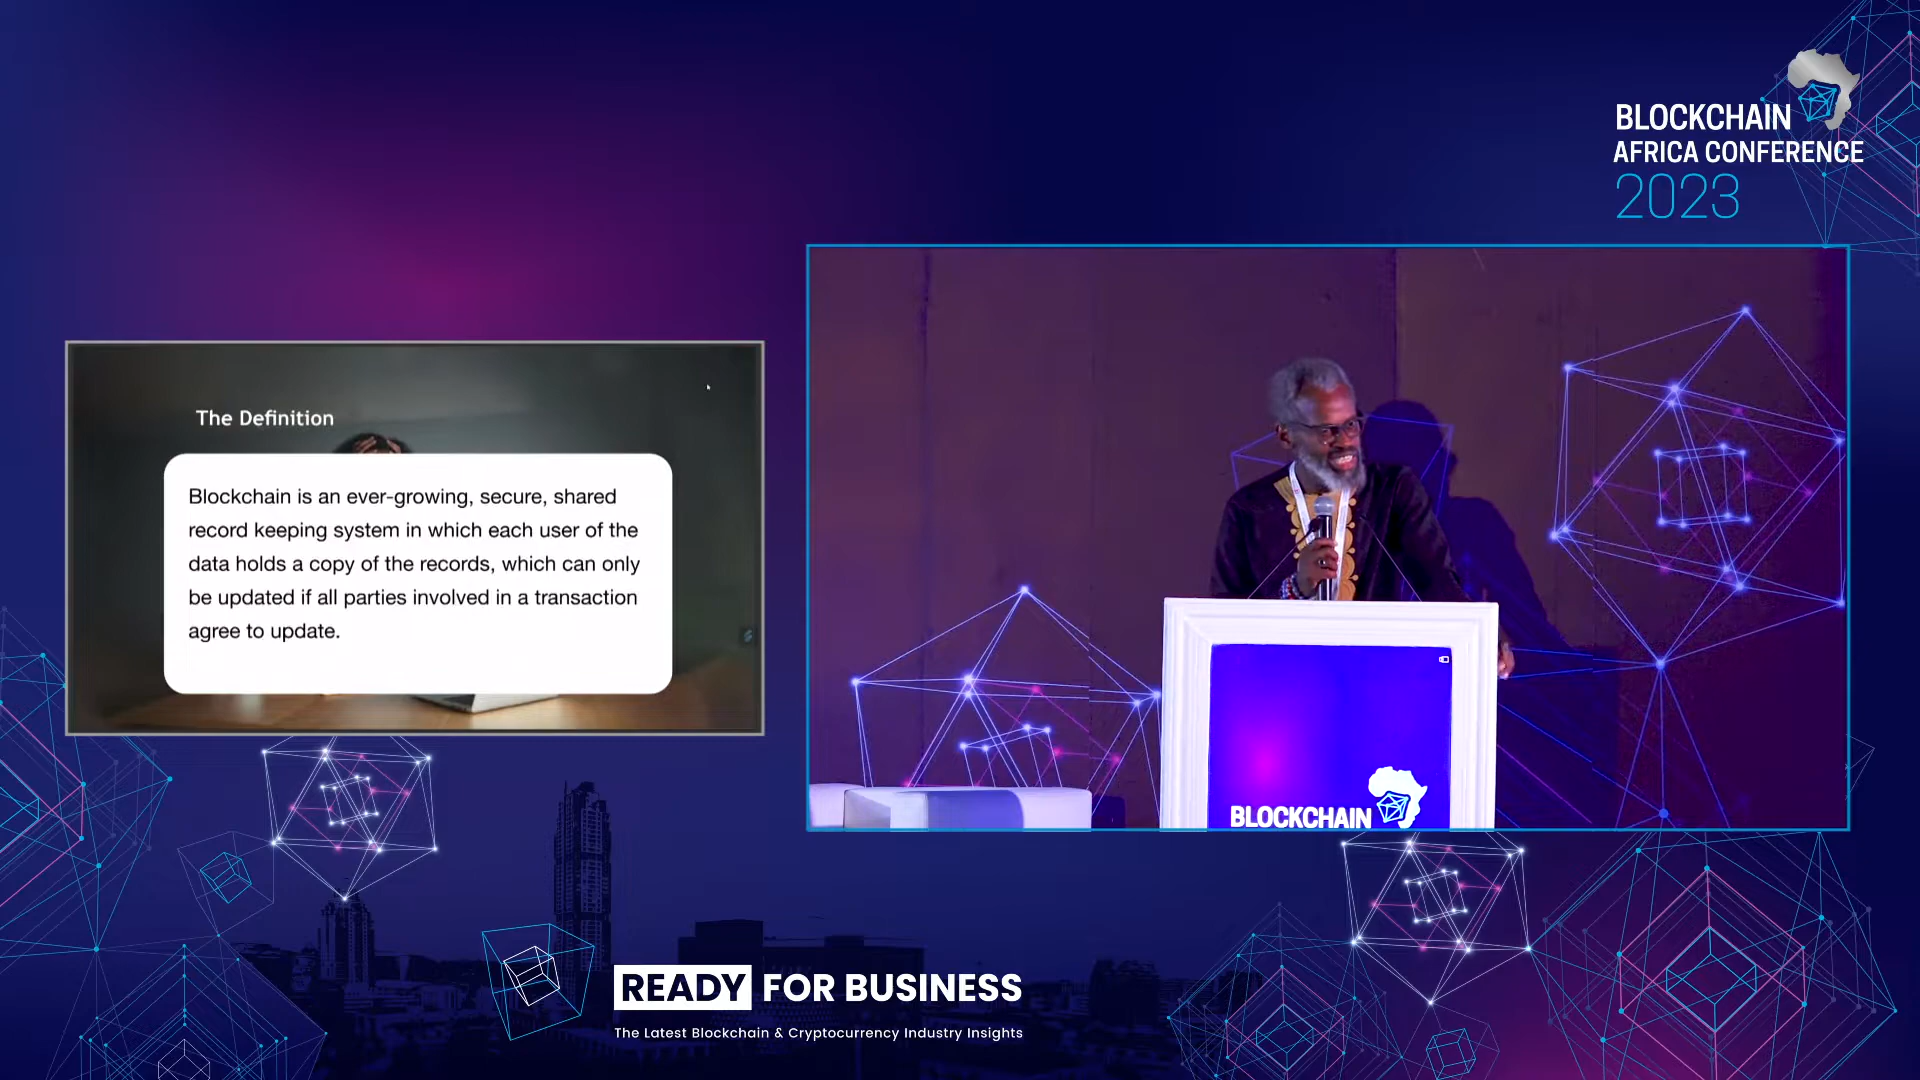 BLOCKCHAIN
AFRICA CONFERENCE
2023
The Definition
Blockchain is an ever-growing, secure, shared
record keeping system in which each user of the
data holds a copy of the records, which can only
be updated if all parties involved in a transaction
agree to update.
BLOCKCHAIN
READY FOR BUSINESS
The Latest Blockchain & Cryptocurrency Industry Insights